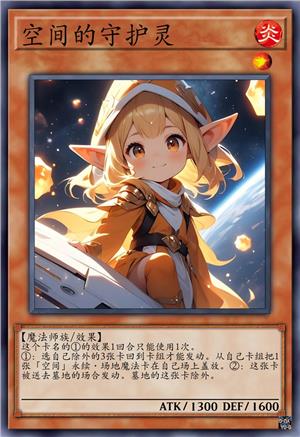 空间的守护灵
炎
【魔法师族/效果】
这个卡名的①的效果1回合只能使用1次。
①：选自己除外的3张卡回到卡组才能发动。从自己卡组把1
张「空间」永续·场地魔法卡在自己场上盖放。②：这张卡
被送去墓地的场合发动。墓地的这张卡除外。
ATK/1300 DEF/1600